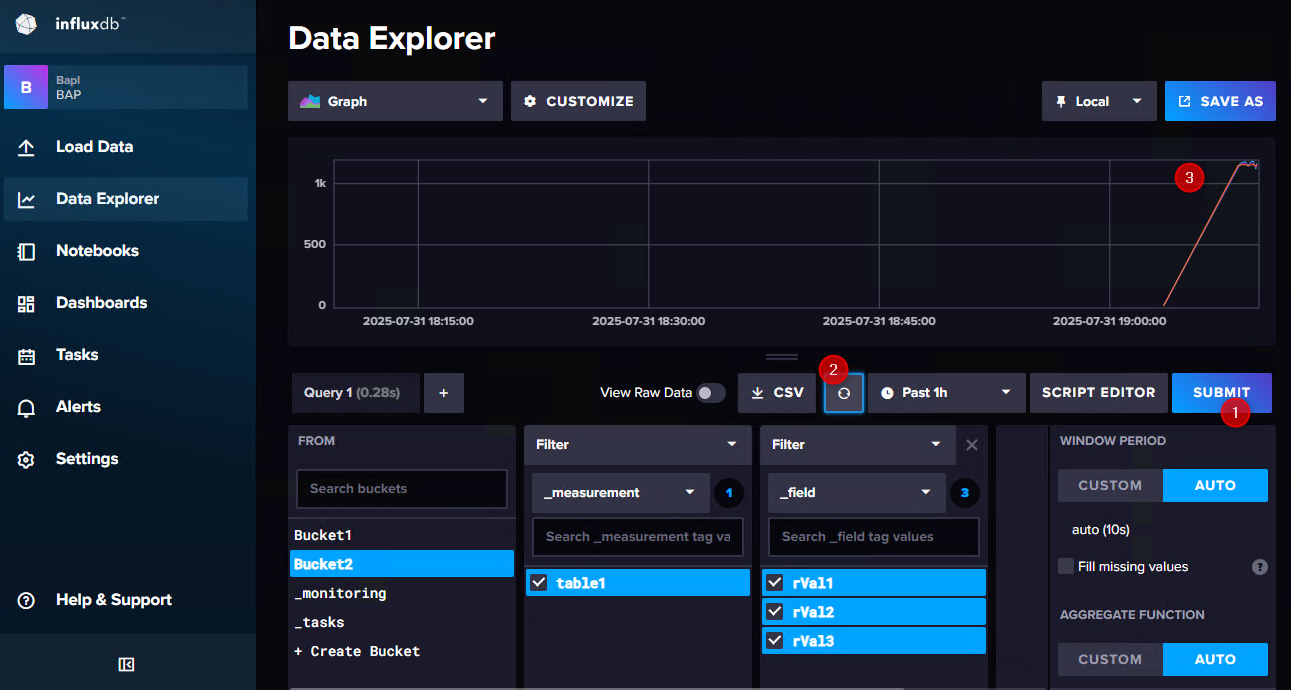 influxdb™
Data Explorer
B
Bapl
BAP
Graph
CUSTOMIZE
Local
SAVE AS
Load Data
Data Explorer
Notebooks
Dashboards
Tasks
Alerts
Settings
Help & Support
1k
500
0
3
2025-07-31 18:15:00
2025-07-31 18:30:00
2025-07-31 18:45:00
2025-07-31 19:00:00
Query 1 (0.28s)
+
View Raw Data
CSV
2
Past 1h
SCRIPT EDITOR
SUBMIT
1
FROM
Search buckets
Bucket1
Bucket2
_monitoring
_tasks
+ Create Bucket
Filter
_measurement
1
Search _measurement tag va
table1
Filter
_field
3
Search _field tag values
rVal1
rVal2
rVal3
WINDOW PERIOD
CUSTOM
AUTO
auto (10s)
Fill missing values
?
AGGREGATE FUNCTION
CUSTOM
AUTO